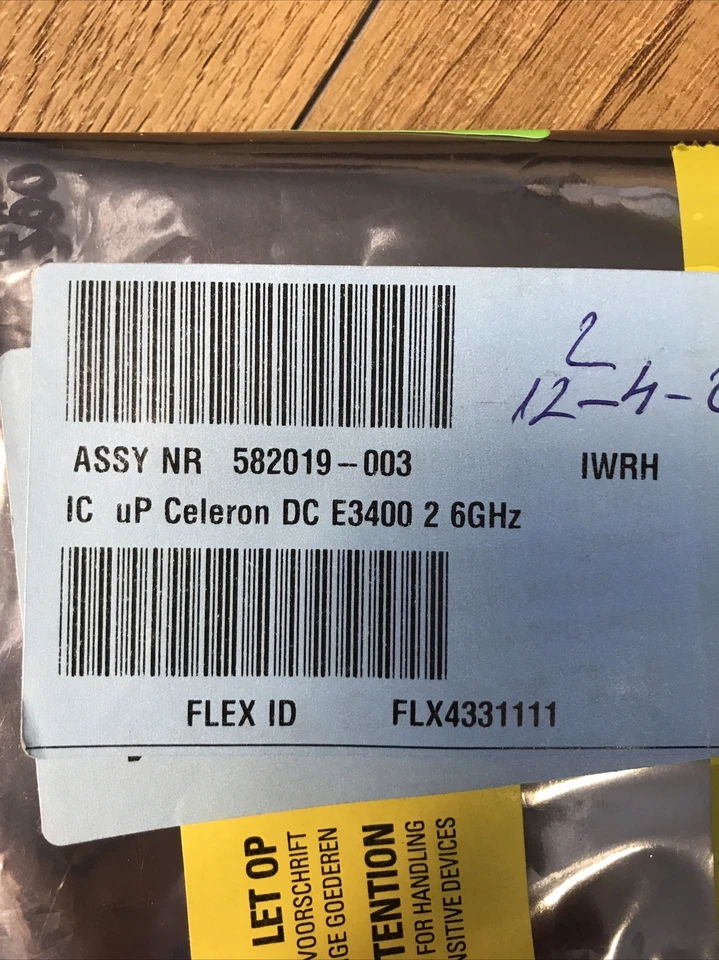 2
12-4-
ASSY NR 582019-003
IWRH
IC uP Celeron DC E3400 2 6GHz
FLEX ID FLX4331111
LET OP
VOORSCHRIFT
GE GOEDEREN
TENTION
FOR HANDLING
NSITIVE DEVICES